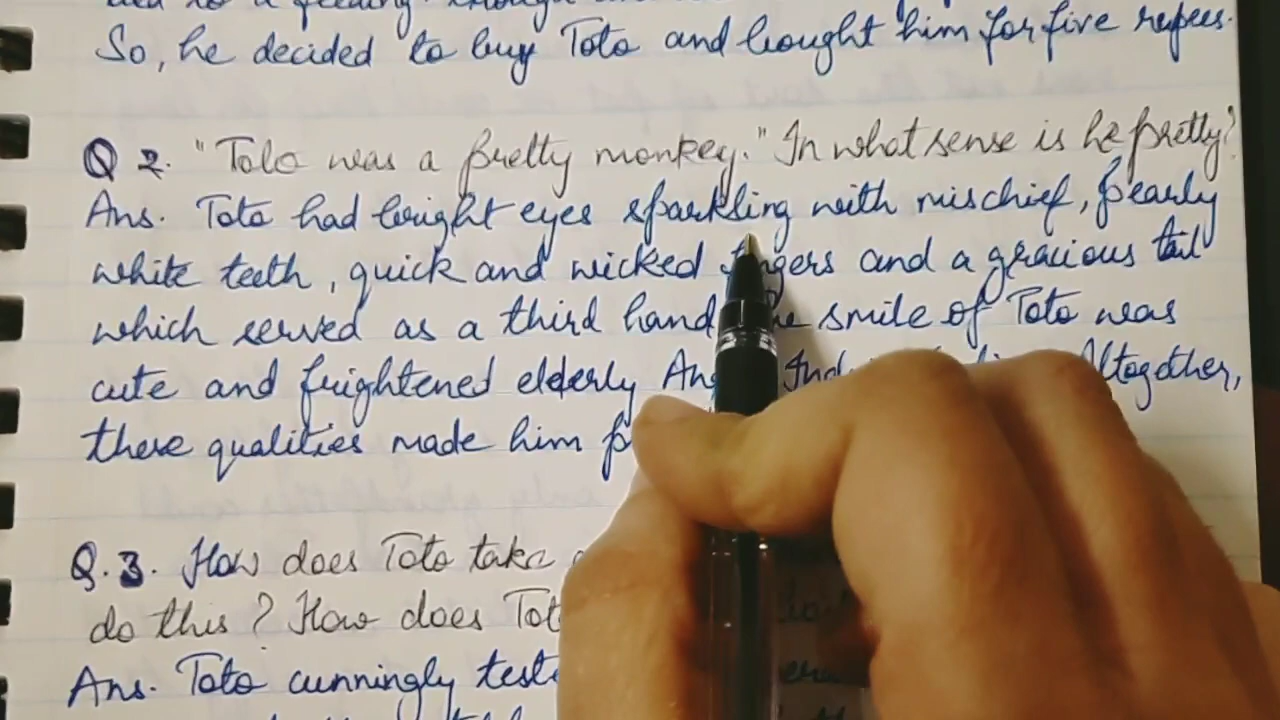 to a feeding
So, he decided to buy Toto and bought him for five rupees.
Q 2. "Toto was a pretty monkey." In what sense is he pretty?
Ans. Toto had bright eyes sparkling with mischief, pearly
white teeth, quick and wicked fingers and a gracious tail
which served as a third hand smile of Toto was
cute and frightened elderly Altogether,
these qualities made him
Q.3. How does Toto take
do this? How does
Ans. Toto cunningly